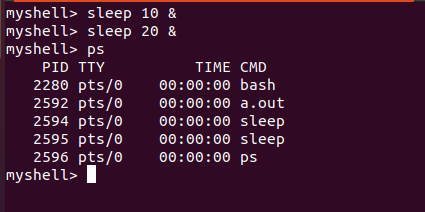 myshell> sleep 10 &
myshell> sleep 20 &
myshell> ps
    PID TTY          TIME CMD
   2280 pts/0    00:00:00 bash
   2592 pts/0    00:00:00 a.out
   2594 pts/0    00:00:00 sleep
   2595 pts/0    00:00:00 sleep
   2596 pts/0    00:00:00 ps
myshell>